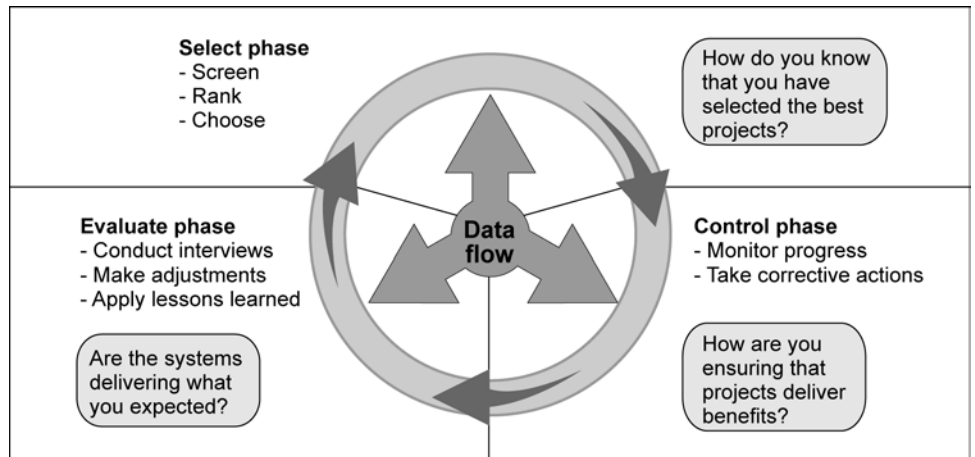 Select phase
- Screen
- Rank
- Choose
How do you know
that you have
selected the best
projects?
Data
flow
Evaluate phase
- Conduct interviews
- Make adjustments
- Apply lessons learned
Control phase
- Monitor progress
- Take corrective actions
Are the systems
delivering what
you expected?
How are you
ensuring that
projects deliver
benefits?